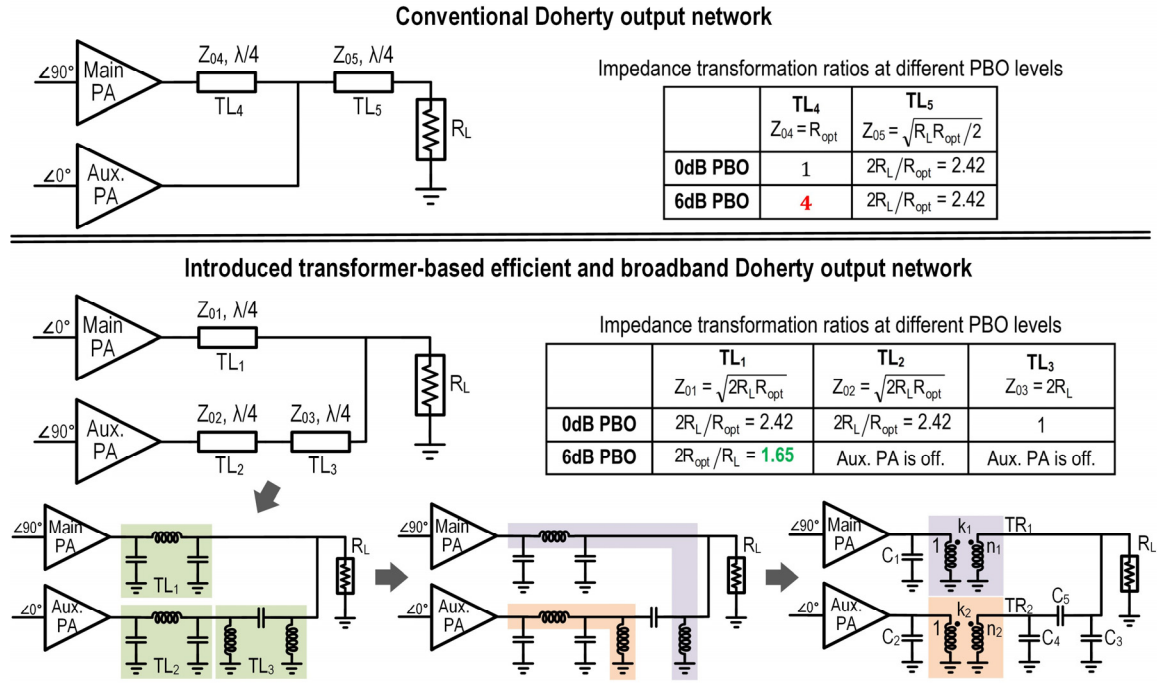 Conventional Doherty output network
∠90°
Main
PA
Z04, λ/4
TL4
Z05, λ/4
TL5
RL
∠0°
Aux.
PA
Impedance transformation ratios at different PBO levels
TL4 TL5
Z04 = Ropt Z05 = √(RLRopt/2)
0dB PBO 1 2RL/Ropt = 2.42
6dB PBO 4 2RL/Ropt = 2.42
Introduced transformer-based efficient and broadband Doherty output network
∠0°
Main
PA
Z01, λ/4
TL1
RL
∠90°
Aux.
PA
Z02, λ/4
TL2
Z03, λ/4
TL3
Impedance transformation ratios at different PBO levels
TL1 TL2 TL3
Z01 = √(2RLRopt) Z02 = √(2RLRopt) Z03 = 2RL
0dB PBO 2RL/Ropt = 2.42 2RL/Ropt = 2.42 1
6dB PBO 2Ropt/RL = 1.65 Aux. PA is off. Aux. PA is off.
∠90°
Main
PA
TL1
RL
∠0°
Aux.
PA
TL2
TL3
∠90°
Main
PA
RL
∠0°
Aux.
PA
∠90°
Main
PA
C1
1
k1
n1
TR1
RL
∠0°
Aux.
PA
C2
1
k2
n2
TR2
C5
C4
C3